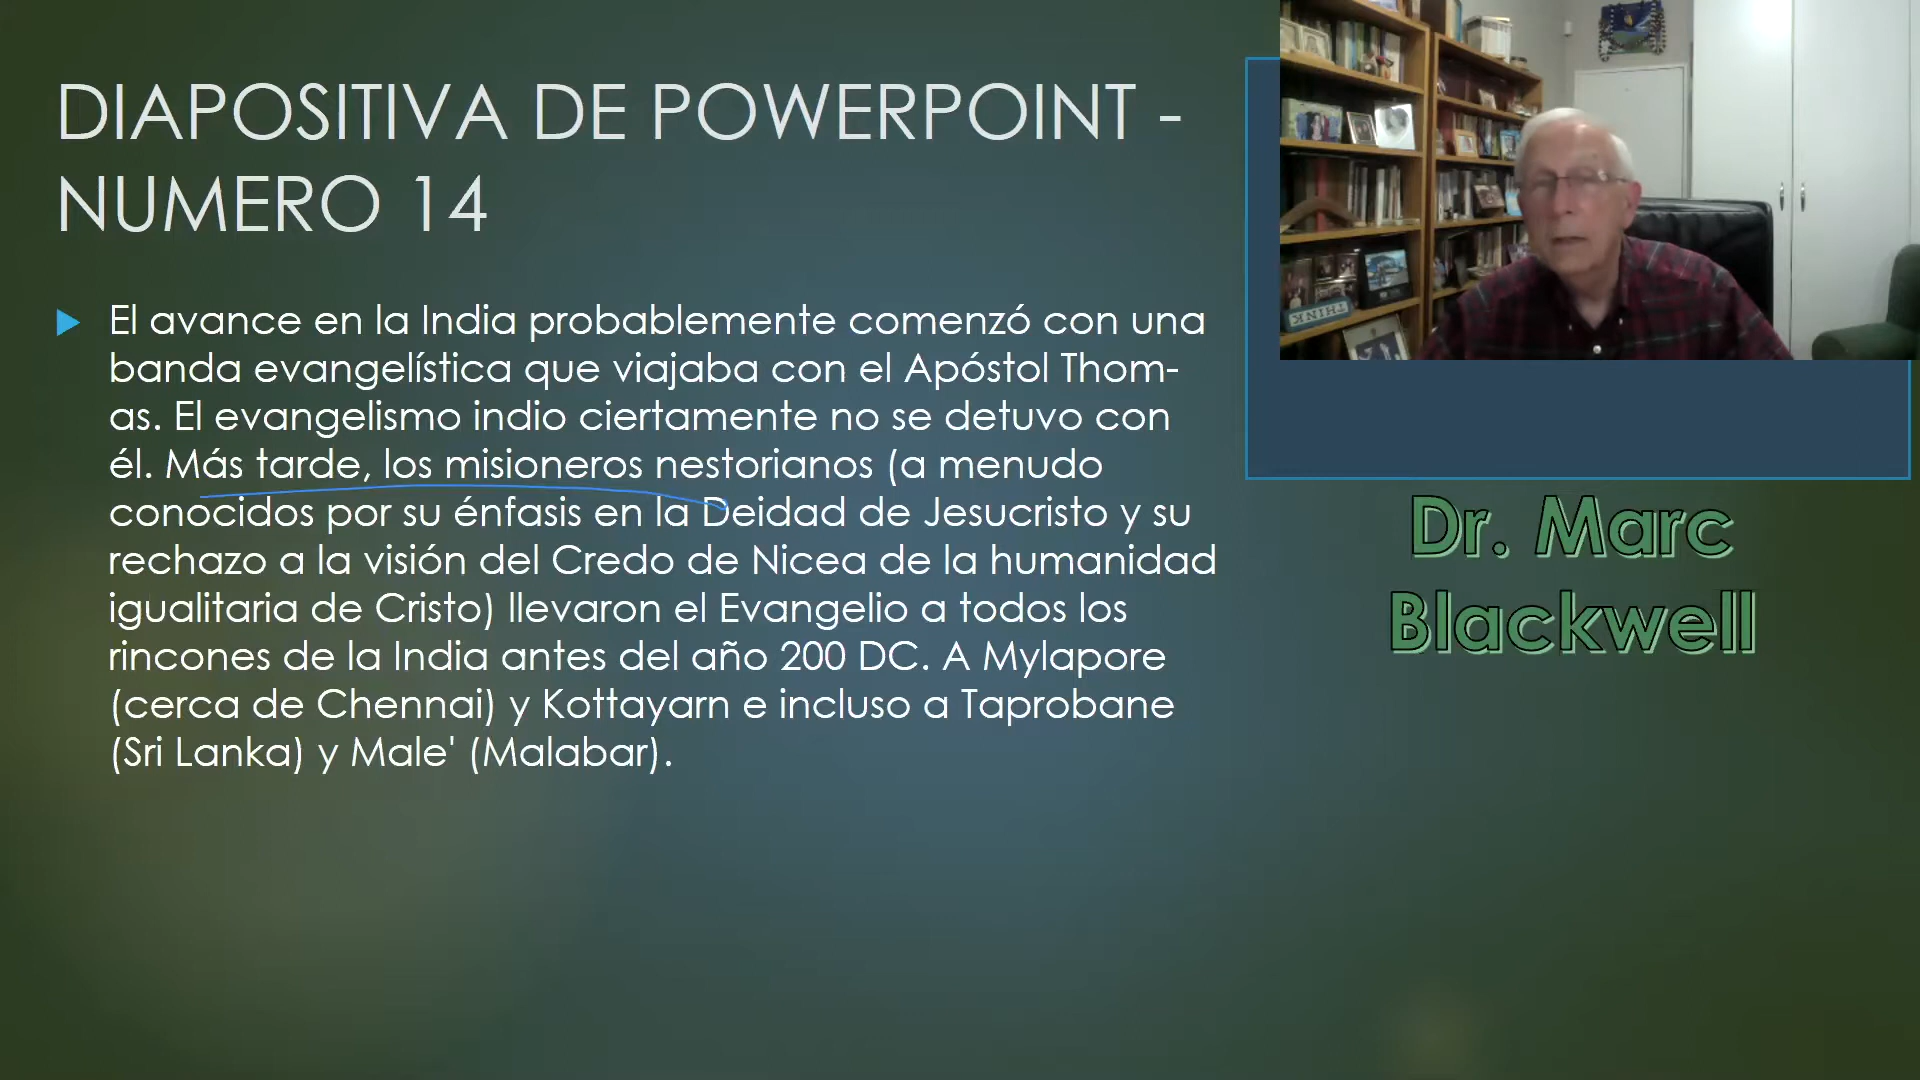 DIAPOSITIVA DE POWERPOINT -
NUMERO 14
El avance en la India probablemente comenzó con una
banda evangelística que viajaba con el Apóstol Thom-
as. El evangelismo indio ciertamente no se detuvo con
él. Más tarde, los misioneros nestorianos (a menudo
conocidos por su énfasis en la Deidad de Jesucristo y su
rechazo a la visión del Credo de Nicea de la humanidad
igualitaria de Cristo) llevaron el Evangelio a todos los
rincones de la India antes del año 200 DC. A Mylapore
(cerca de Chennai) y Kottayarn e incluso a Taprobane
(Sri Lanka) y Male' (Malabar).
THINK
Dr. Marc
Blackwell